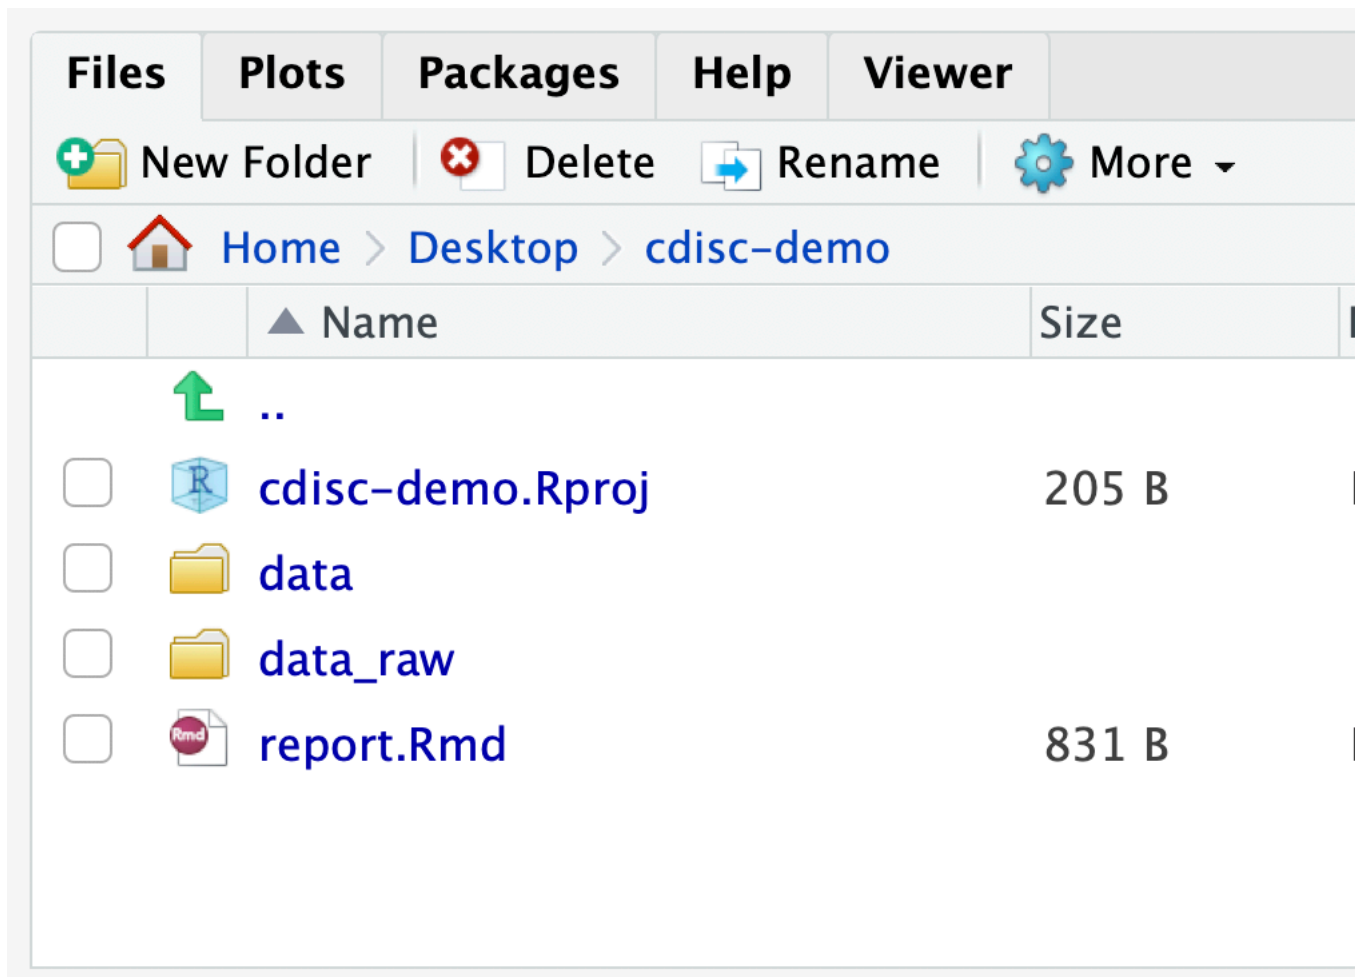 Files Plots Packages Help Viewer
New Folder Delete Rename More
Home Desktop cdisc-demo
Name Size
..
R cdisc-demo.Rproj 205 B
data
data_raw
Rmd report.Rmd 831 B